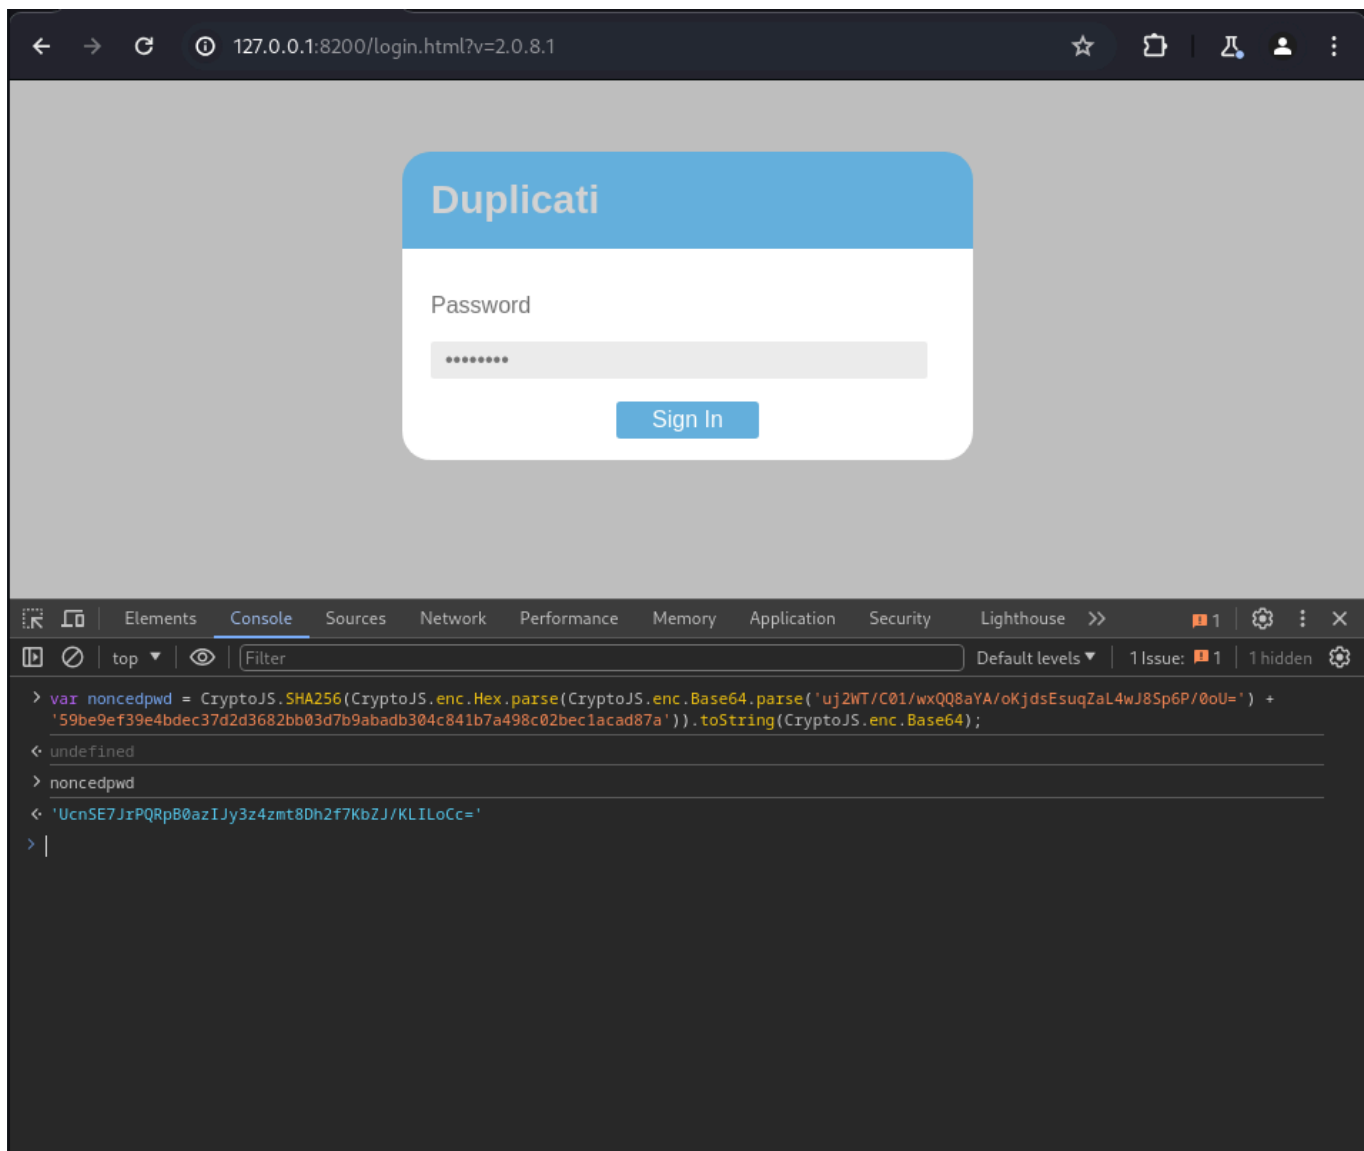 127.0.0.1:8200/login.html?v=2.0.8.1
Duplicati
Password
••••••••
Sign In
Elements Console Sources Network Performance Memory Application Security Lighthouse 1
top Filter Default levels 1 Issue: 1 1 hidden
> var noncedpwd = CryptoJS.SHA256(CryptoJS.enc.Hex.parse(CryptoJS.enc.Base64.parse('uj2WT/C01/wxQQ8aYA/oKjdsEsuqZaL4wJ8Sp6P/0oU=') +
'59be9ef39e4bdec37d2d3682bb03d7b9abadb304c841b7a498c02bec1acad87a')).toString(CryptoJS.enc.Base64);
undefined
> noncedpwd
'UcnSE7JrPQRpB0azIJy3z4zmt8Dh2f7KbZJ/KLILoCc='
>